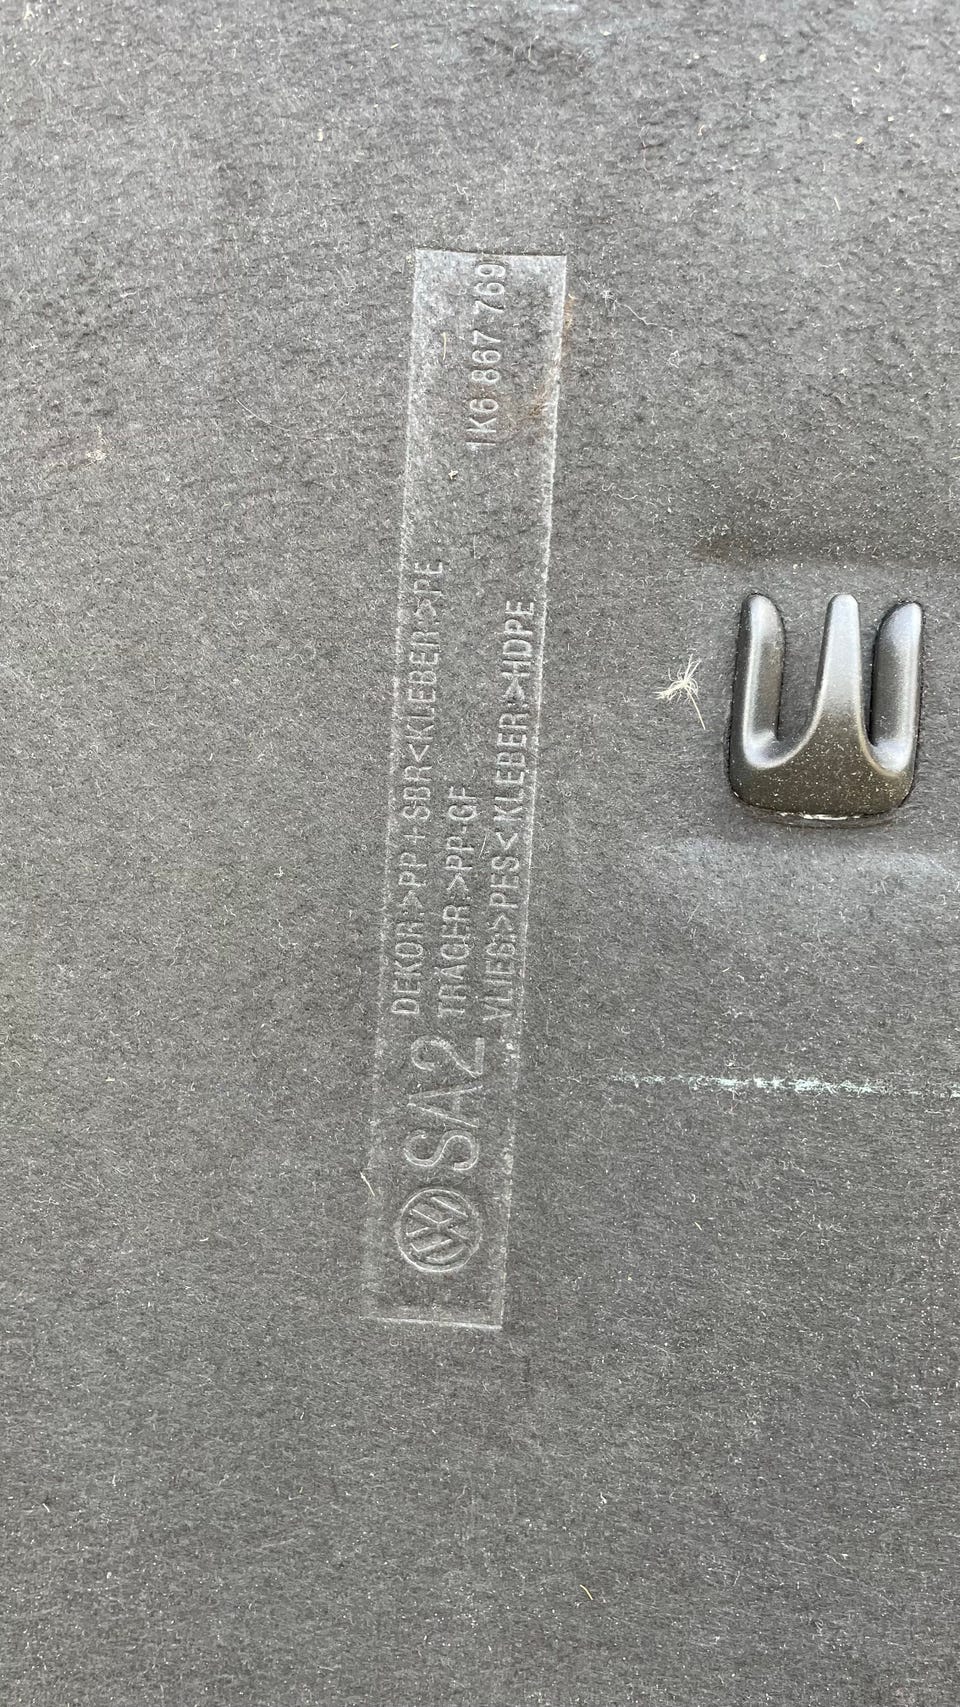 SA2
DEKOR:>PP+SBR<KLEBER:>PE
TRÄGER:>PP-GF
VLIES:>PES<KLEBER:>HDPE
1K6 867 769